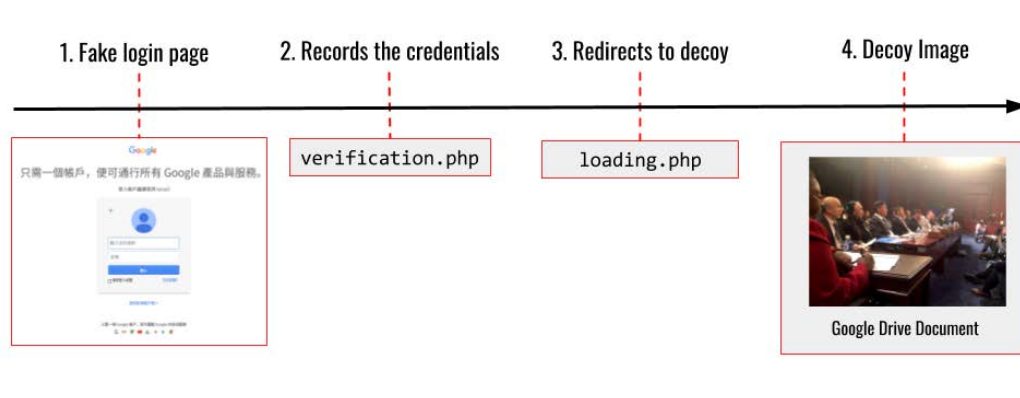 1. Fake login page
2. Records the credentials
3. Redirects to decoy
4. Decoy Image
Google
只需一個帳戶，便可通行所有 Google 產品與服務。
verification.php
loading.php
Google Drive Document